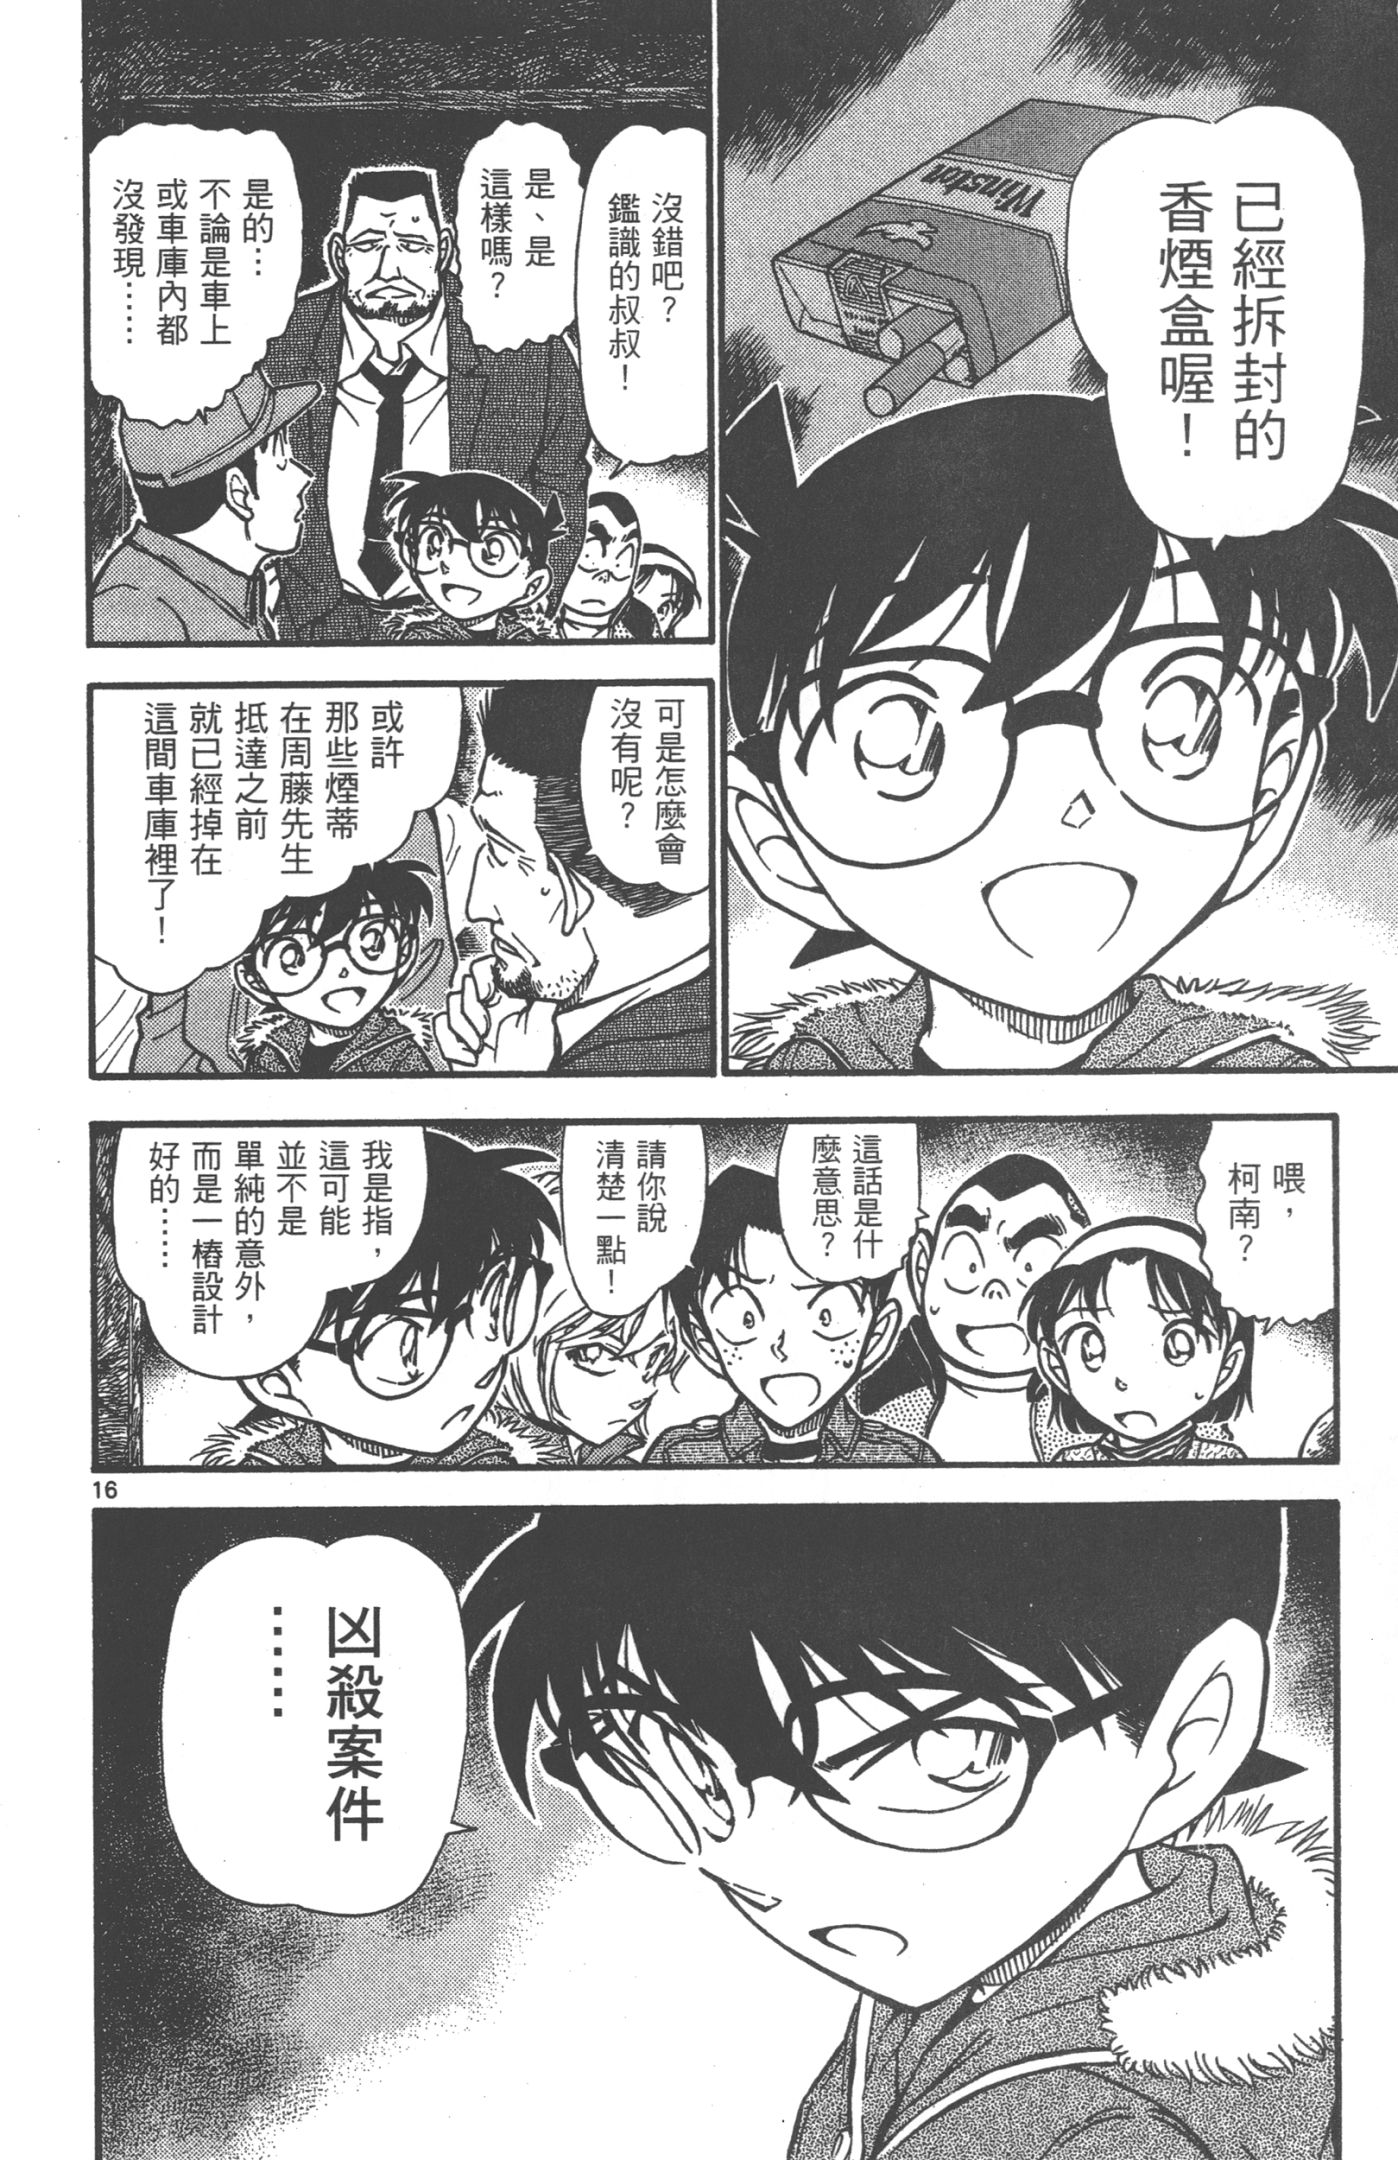 已經拆封的
香煙盒喔！
Winston
沒錯吧？
鑑識的叔叔！
是、是
這樣嗎？
是的…
不論是車上
或車庫內都
沒發現……
可是怎麼會
沒有呢？
或許
那些煙蒂
在周藤先生
抵達之前
就已經掉在
這間車庫裡了！
喂，
柯南？
這話是什
麼意思？
請你說
清楚一點！
我是指，
這可能
並不是
單純的意外，
而是一樁設計
好的……
16
凶殺案件
……